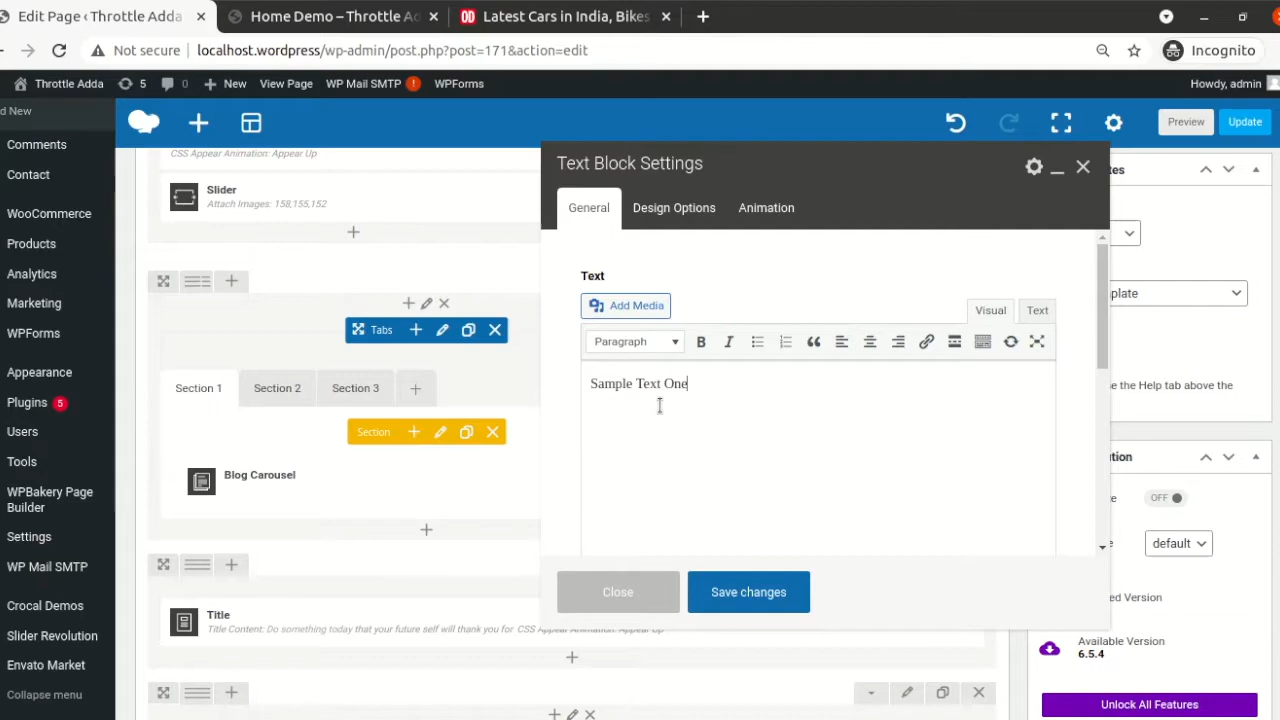 Edit Page ‹ Throttle Adda
Home Demo – Throttle Ad
Latest Cars in India, Bikes
Not secure
localhost.wordpress/wp-admin/post.php?post=171&action=edit
Incognito
Throttle Adda
5
0
New
View Page
WP Mail SMTP
!
WPForms
Howdy, admin
d New
Comments
Contact
WooCommerce
Products
Analytics
Marketing
WPForms
Appearance
Plugins 5
Users
Tools
WPBakery Page
Builder
Settings
WP Mail SMTP
Corcal Demos
Slider Revolution
Envato Market
Collapse menu
Preview
Update
CSS Appear Animation: Appear Up
Slider
Attach Images: 158,155,152
Tabs
Section 1
Section 2
Section 3
Section
Blog Carousel
Title
Title Content: Do something today that your future self will thank you for CSS Appear Animation: Appear Up
Text Block Settings
General
Design Options
Animation
Text
Add Media
Visual
Text
Paragraph
Sample Text One
Close
Save changes
tes
plate
e the Help tab above the
ution
e
OFF
e
default
d Version
Available Version
6.5.4
Unlock All Features